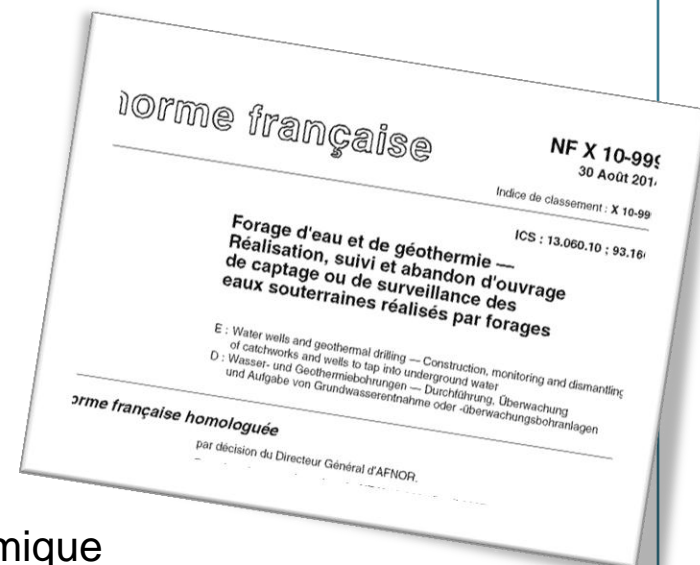 norme française
NF X 10-999
30 Août 201
Indice de classement : X 10-99
ICS : 13.060.10 ; 93.16
Forage d'eau et de géothermie —
Réalisation, suivi et abandon d'ouvrage
de captage ou de surveillance des
eaux souterraines réalisés par forages
E : Water wells and geothermal drilling — Construction, monitoring and dismantling
of catchworks and wells to tap into underground water
D : Wasser- und Geothermiebohrungen — Durchführung, Überwachung
und Aufgabe von Grundwasserentnahme oder -überwachungsbohranlagen
orme française homologuée
par décision du Directeur Général d'AFNOR.
mique